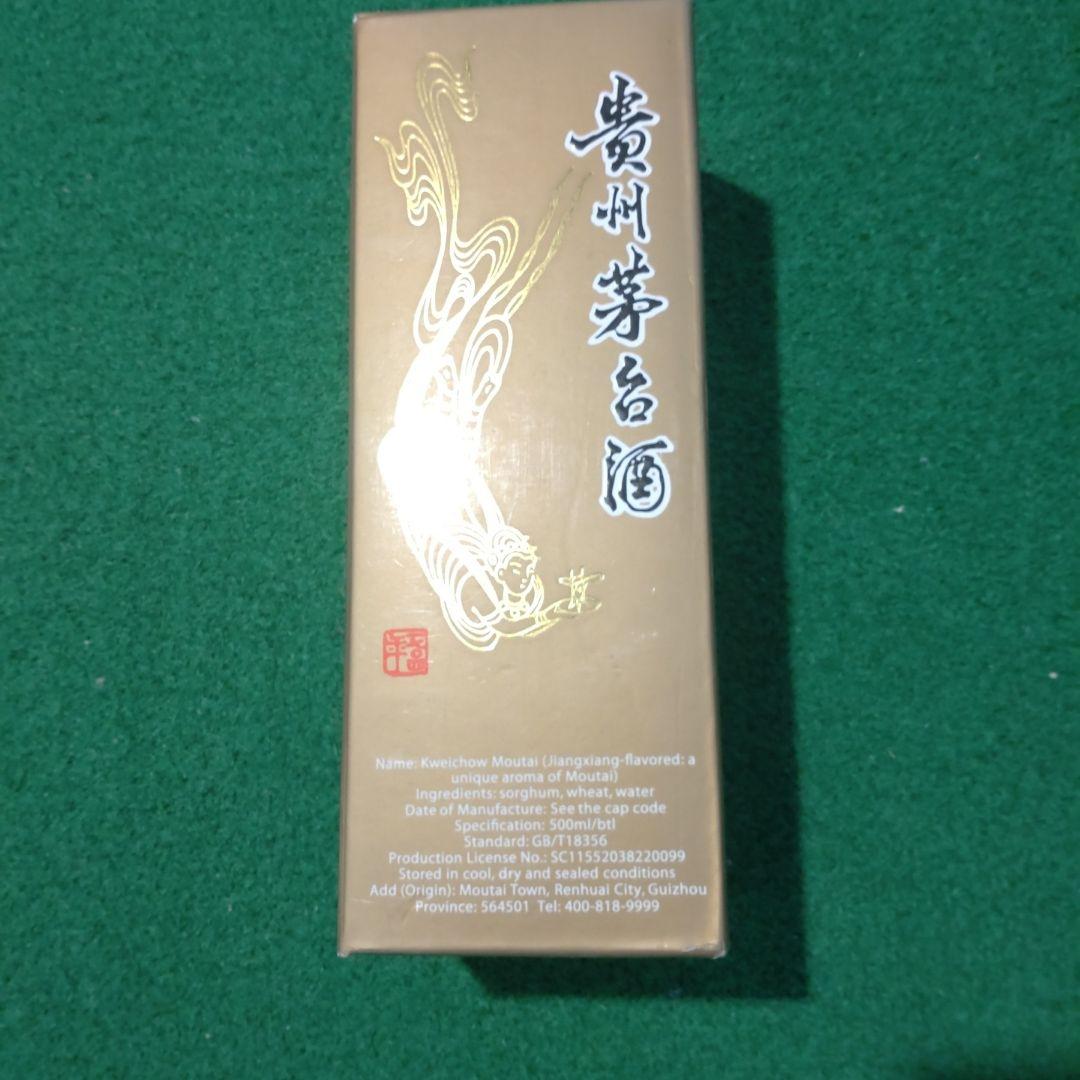 貴州茅台酒
Name: Kweichow Moutai (Jiangxiang-flavored: a
unique aroma of Moutai)
Ingredients: sorghum, wheat, water
Date of Manufacture: See the cap code
Specification: 500ml/btl
Standard: GB/T18356
Production License No.: SC11552038220099
Stored in cool, dry and sealed conditions
Add (Origin): Moutai Town, Renhuai City, Guizhou
Province: 564501 Tel: 400-818-9999